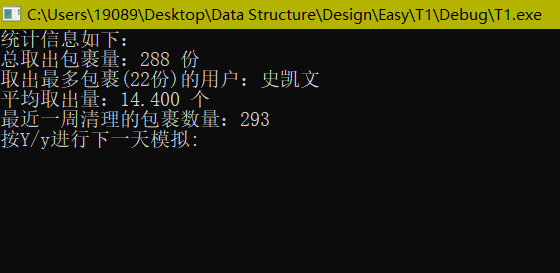 C:\Users\19089\Desktop\Data Structure\Design\Easy\T1\Debug\T1.exe
统计信息如下:
总取出包裹量: 288 份
取出最多包裹(22份)的用户: 史凯文
平均取出量: 14.400 个
最近一周清理的包裹数量: 293
按Y/y进行下一天模拟: